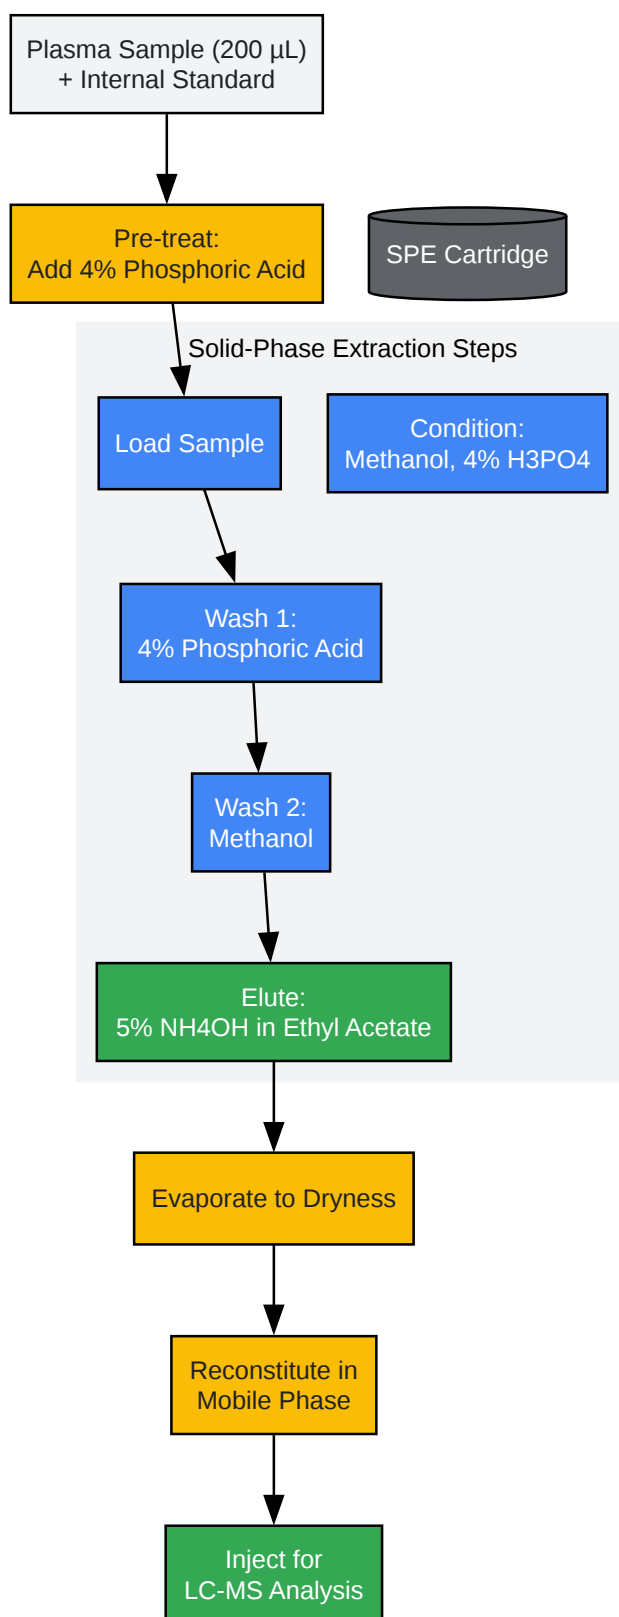 Plasma Sample (200 µL)
+ Internal Standard
Pre-treat:
Add 4% Phosphoric Acid
SPE Cartridge
Solid-Phase Extraction Steps
Load Sample
Condition:
Methanol, 4% H3PO4
Wash 1:
4% Phosphoric Acid
Wash 2:
Methanol
Elute:
5% NH4OH in Ethyl Acetate
Evaporate to Dryness
Reconstitute in
Mobile Phase
Inject for
LC-MS Analysis